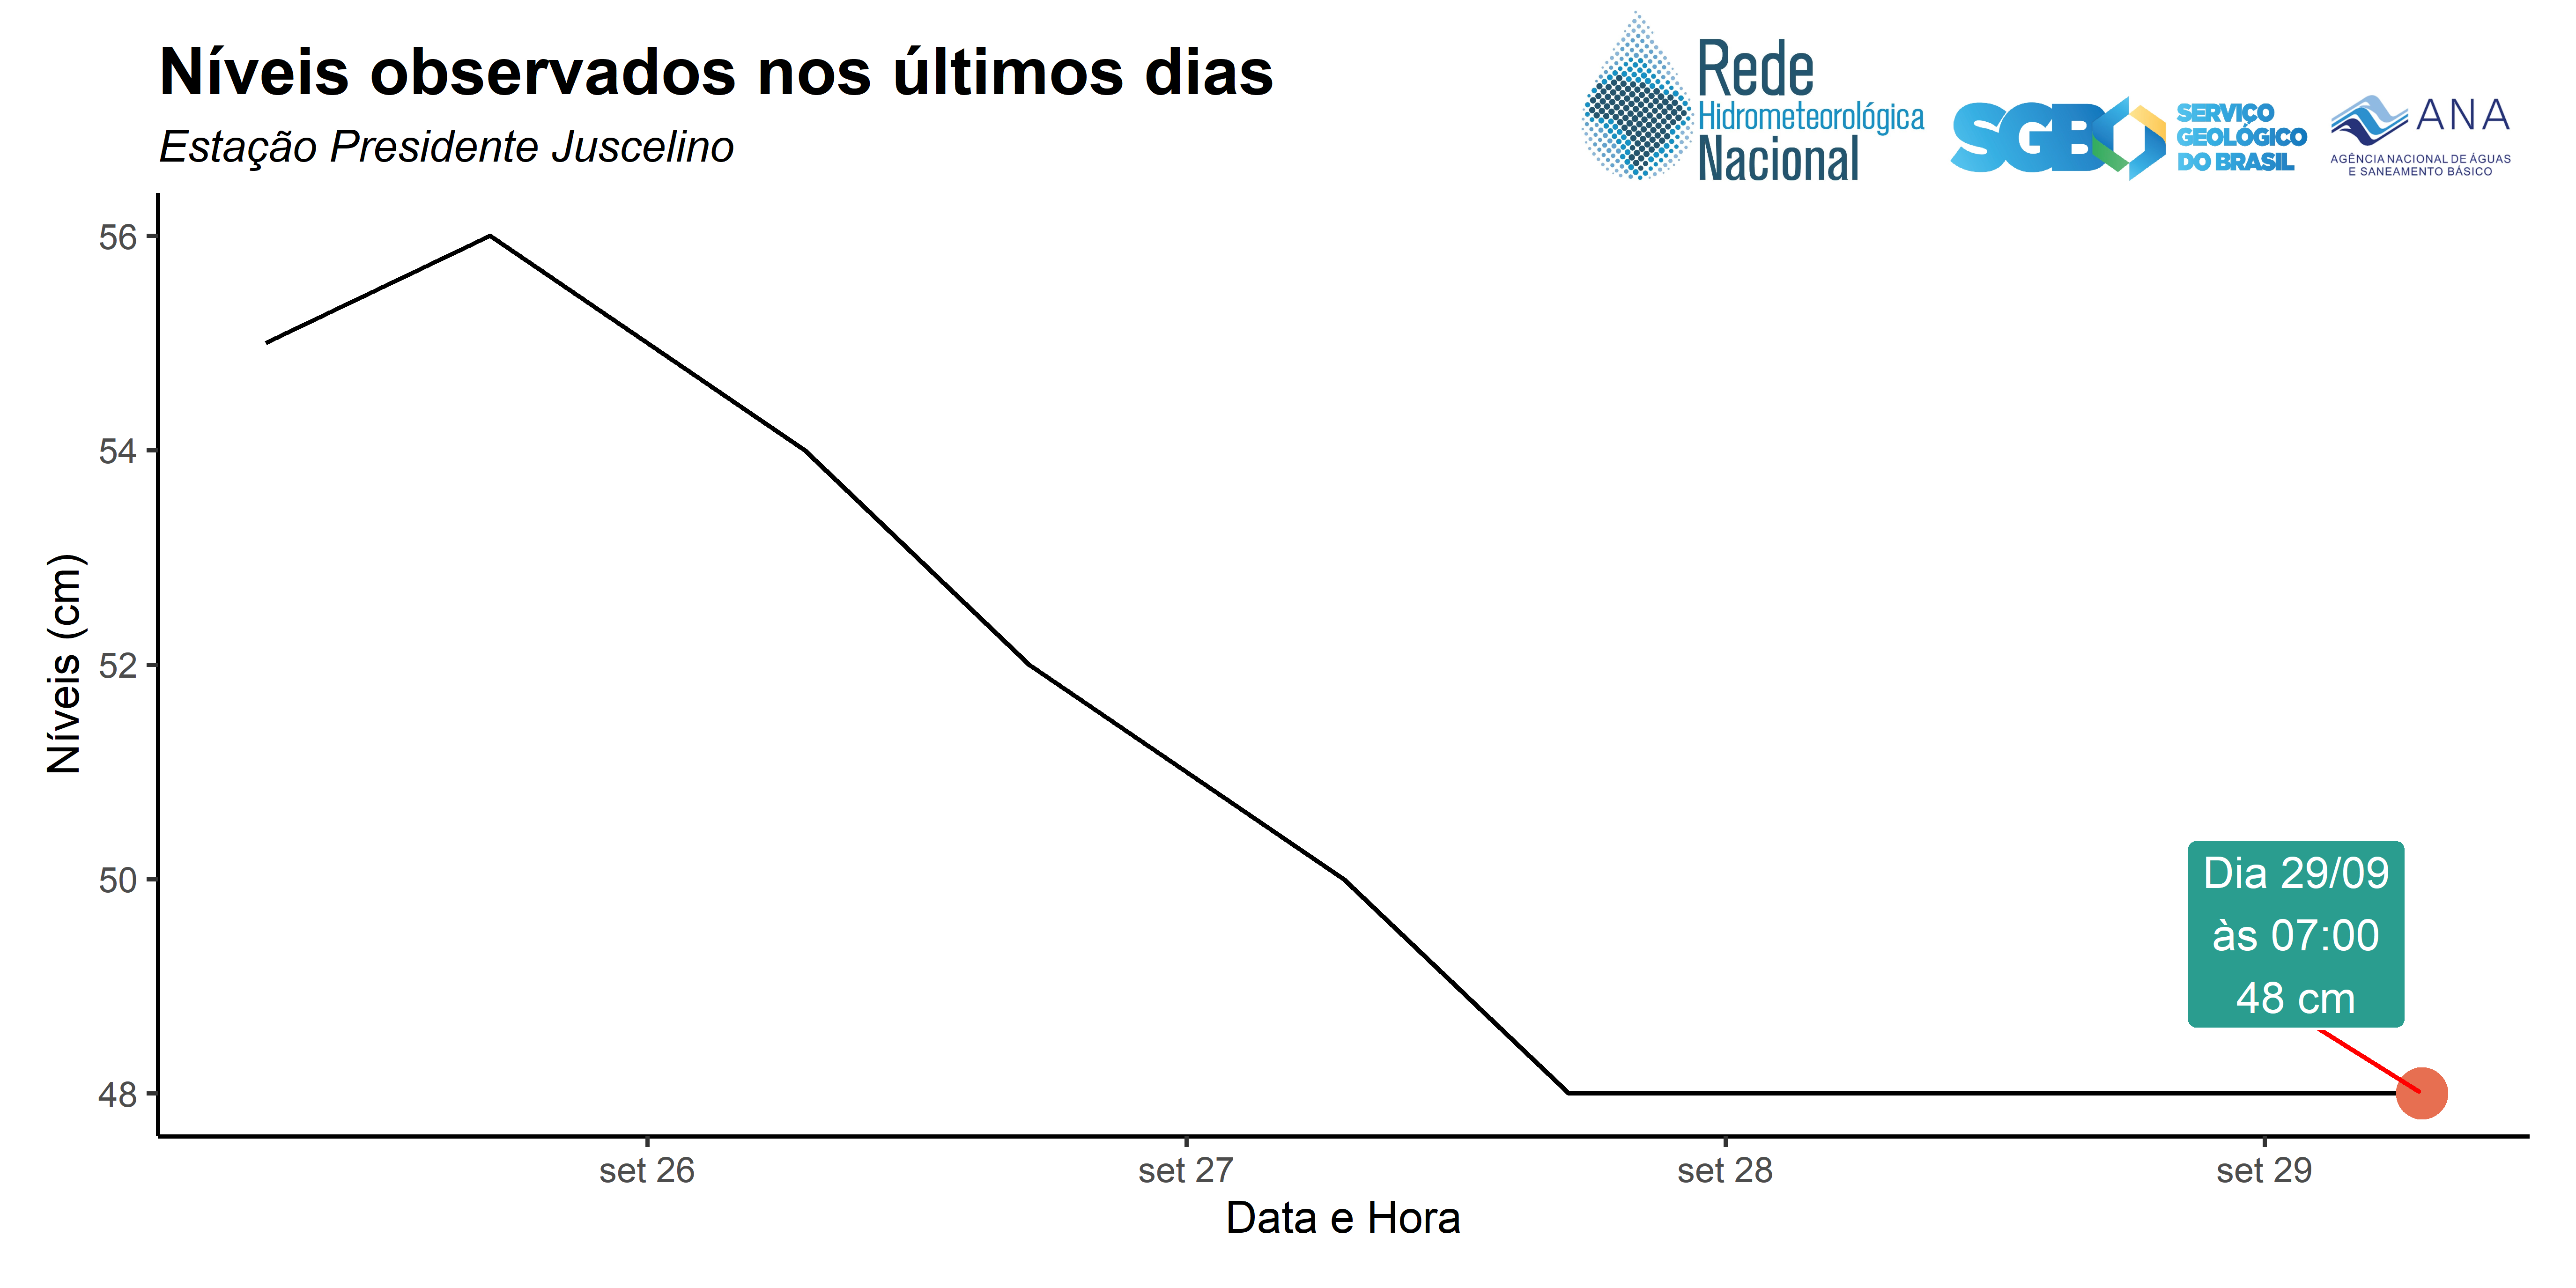 Níveis observados nos últimos dias
Estação Presidente Juscelino
Rede
Hidrometeorológica
Nacional
SGB
SERVIÇO
GEOLÓGICO
DO BRASIL
ANA
AGÊNCIA NACIONAL DE ÁGUAS
E SANEAMENTO BÁSICO
Níveis (cm)
56
54
52
50
48
Dia 29/09
às 07:00
48 cm
set 26
set 27
set 28
set 29
Data e Hora